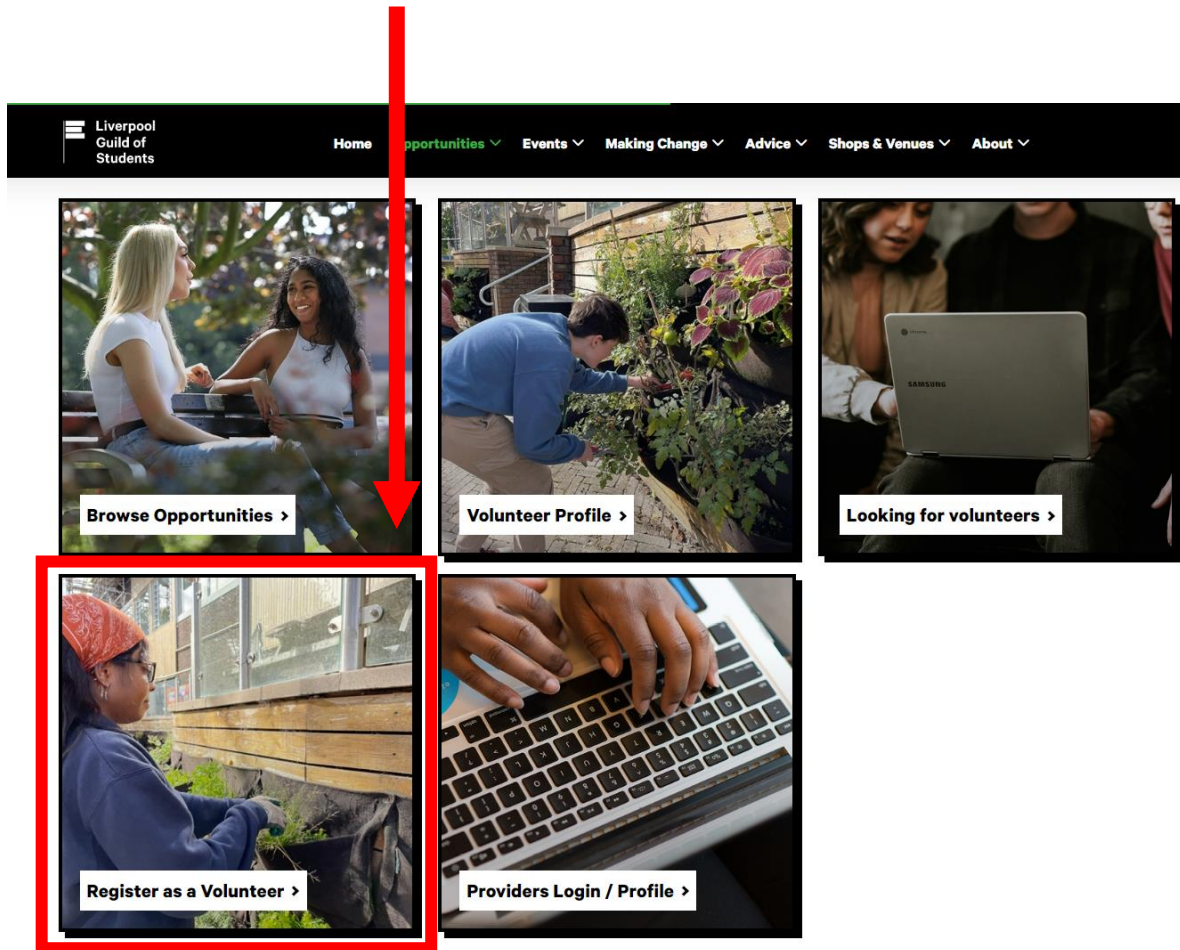 Liverpool
Guild of
Students
Home pportunities Events Making Change Advice Shops & Venues About
Browse Opportunities >
Volunteer Profile >
Looking for volunteers >
SAMSUNG
Register as a Volunteer >
Providers Login / Profile >